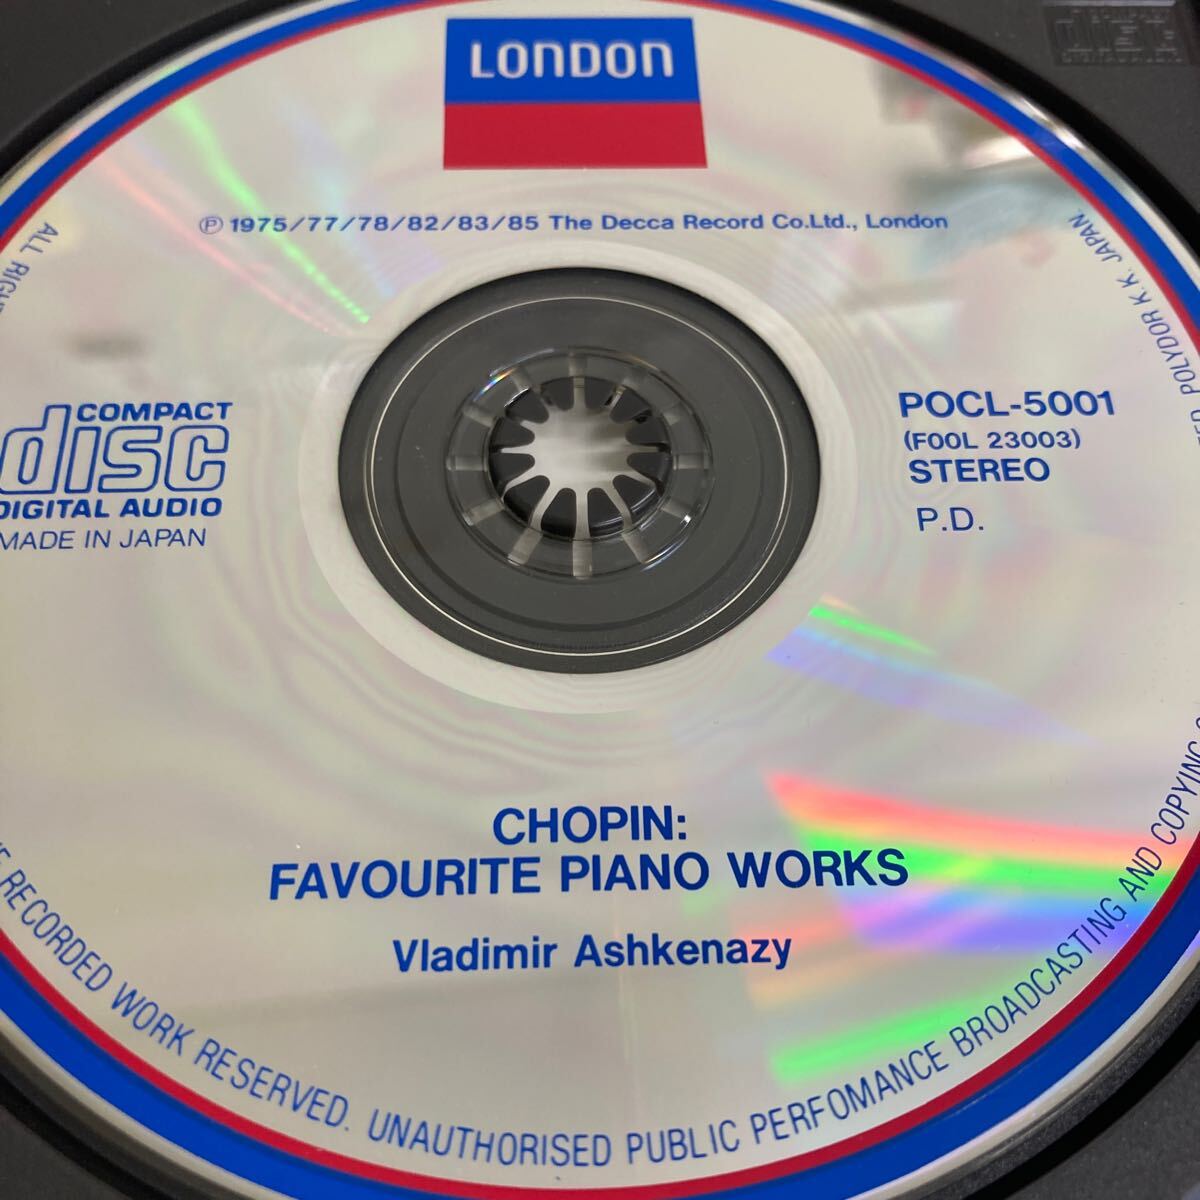 LONDON
℗ 1975/77/78/82/83/85 The Decca Record Co.Ltd., London
COMPACT
disc
DIGITAL AUDIO
MADE IN JAPAN
POCL-5001
(FOOL 23003)
STEREO
P.D.
CHOPIN:
FAVOURITE PIANO WORKS
Vladimir Ashkenazy
ALL
RECORDED WORK RESERVED. UNAUTHORISED PUBLIC PERFOMANCE BROADCASTING AND COPYING
POLYDOR K.K. JAPAN
disc